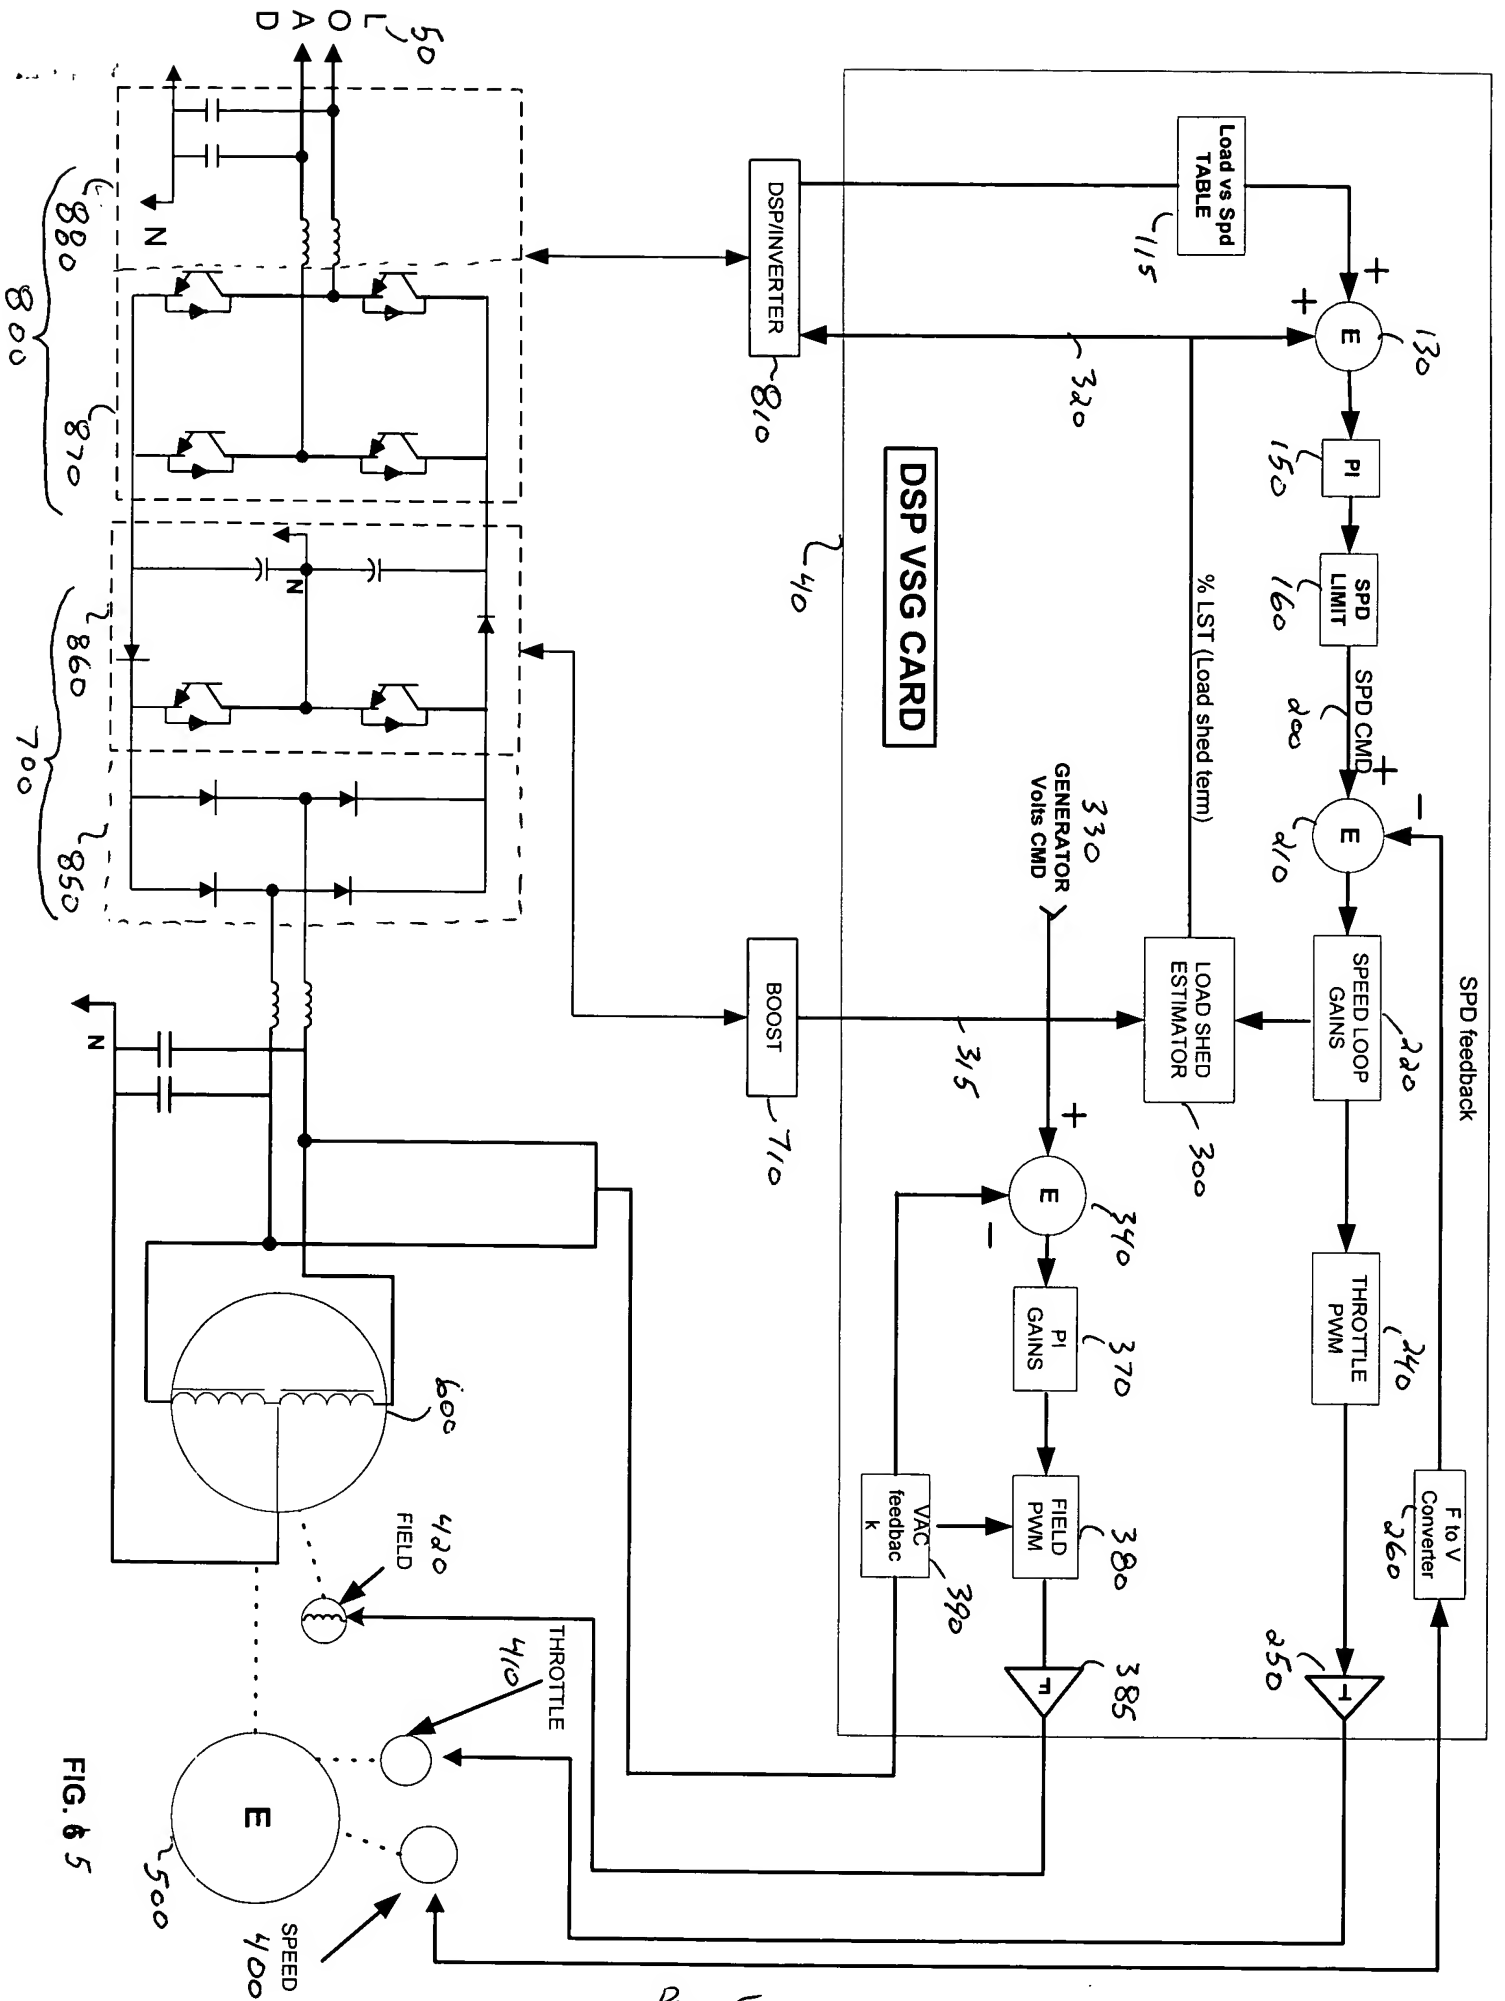 L
O
A
D
50
880
800
870
N
DSP/INVERTER
810
Load vs Spd
TABLE
115
+
+
E
130
PI
150
SPD
LIMIT
160
SPD CMD
200
+
-
E
210
SPD feedback
SPEED LOOP
GAINS
220
THROTTLE
PWM
240
F to V
Converter
260
T
250
320
% LST (Load shed term)
LOAD SHED
ESTIMATOR
300
DSP VSG CARD
40
330
GENERATOR
Volts CMD
315
+
E
-
340
PI
GAINS
370
FIELD
PWM
380
F
385
VAC
feedbac
k
390
BOOST
710
N
860
700
850
N
600
420
FIELD
THROTTLE
410
E
500
SPEED
400
FIG. 6 5